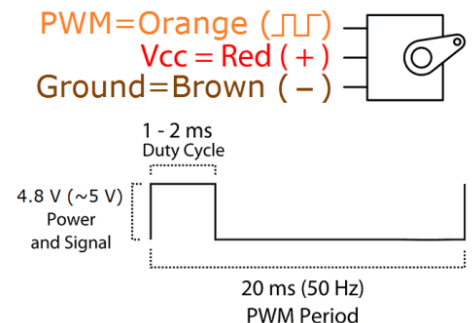 PWM=Orange (⎍⎍)
Vcc = Red ( + )
Ground=Brown ( – )
1 - 2 ms
Duty Cycle
4.8 V (~5 V)
Power
and Signal
20 ms (50 Hz)
PWM Period